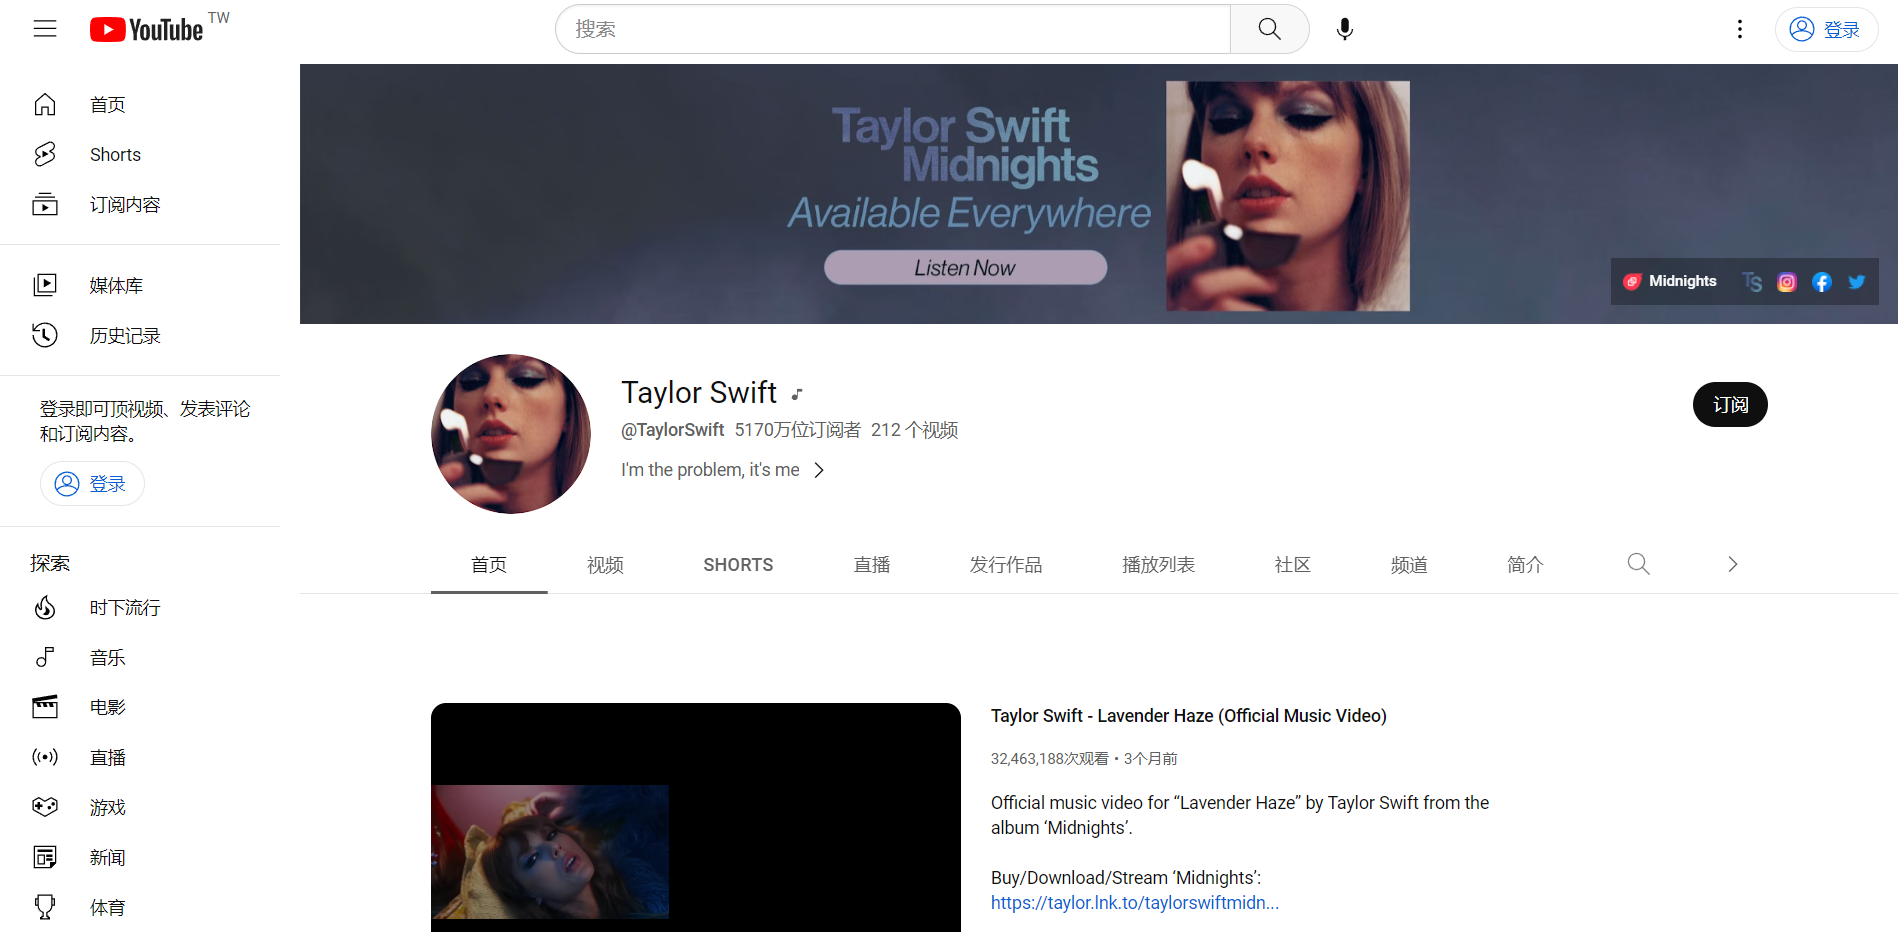 YouTube TW
搜索
登录
首页
Shorts
订阅内容
媒体库
历史记录
登录即可顶视频、发表评论
和订阅内容。
登录
探索
时下流行
音乐
电影
直播
游戏
新闻
体育
Taylor Swift
Midnights
Available Everywhere
Listen Now
Midnights
TS
Taylor Swift
@TaylorSwift 5170万位订阅者 212 个视频
I'm the problem, it's me
订阅
首页 视频 SHORTS 直播 发行作品 播放列表 社区 频道 简介
Taylor Swift - Lavender Haze (Official Music Video)
32,463,188次观看 • 3个月前
Official music video for “Lavender Haze” by Taylor Swift from the
album ‘Midnights’.
Buy/Download/Stream ‘Midnights’:
https://taylor.lnk.to/taylorswiftmidn...